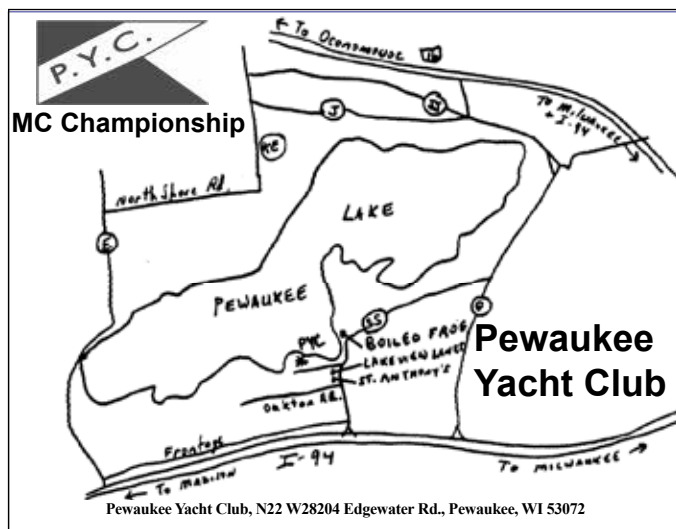 ← TO OCONOMOWOC 16
P.Y.C.
MC Championship
J
JJ
TO MILWAUKEE
+ I-94
KE
North Shore Rd.
LAKE
E
PEWAUKEE
SS
G
PYC
BOILED FROG
LAKEVIEW LANES
ST. ANTHONY'S
Pewaukee
Yacht Club
Oakton Rd.
Frontage
I-94
← TO MADISON
TO MILWAUKEE →
Pewaukee Yacht Club, N22 W28204 Edgewater Rd., Pewaukee, WI 53072